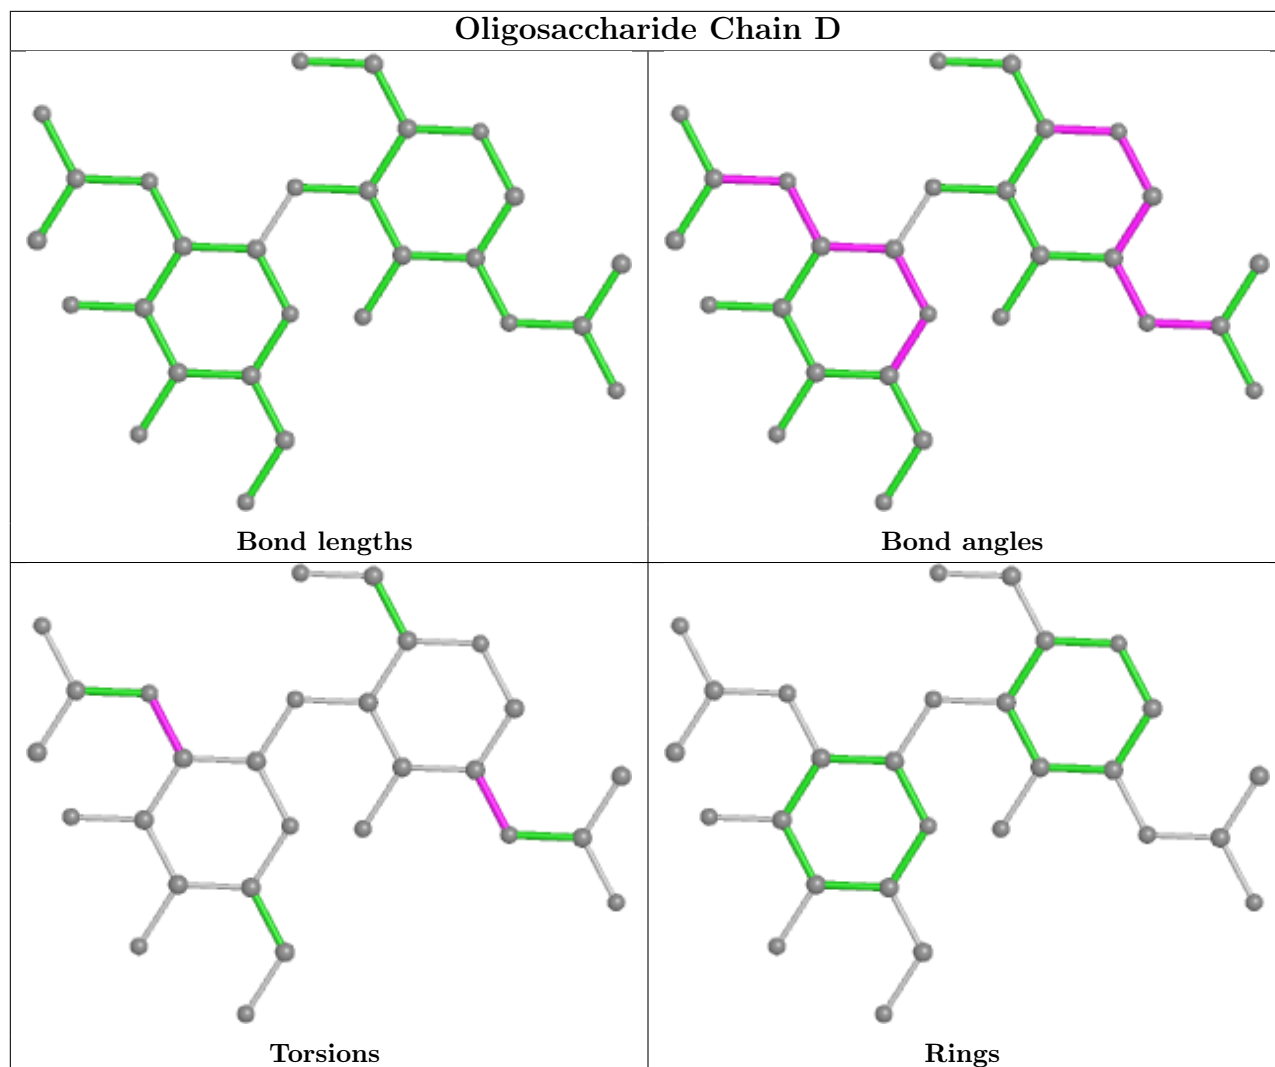 Oligosaccharide Chain D
Bond lengths
Bond angles
Torsions
Rings